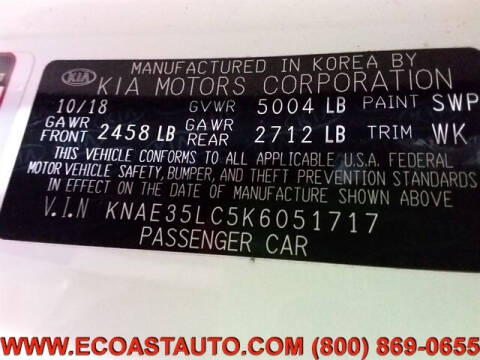 MANUFACTURED IN KOREA BY
KIA
KIA MOTORS CORPORATION
10/18 GVWR 5004 LB PAINT SWP
GAWR FRONT 2458 LB GAWR REAR 2712 LB TRIM WK
THIS VEHICLE CONFORMS TO ALL APPLICABLE U.S.A. FEDERAL
MOTOR VEHICLE SAFETY, BUMPER, AND THEFT PREVENTION STANDARDS
IN EFFECT ON THE DATE OF MANUFACTURE SHOWN ABOVE.
V.I.N KNAE35LC5K6051717
PASSENGER CAR
WWW.ECOASTAUTO.COM (800) 869-0655